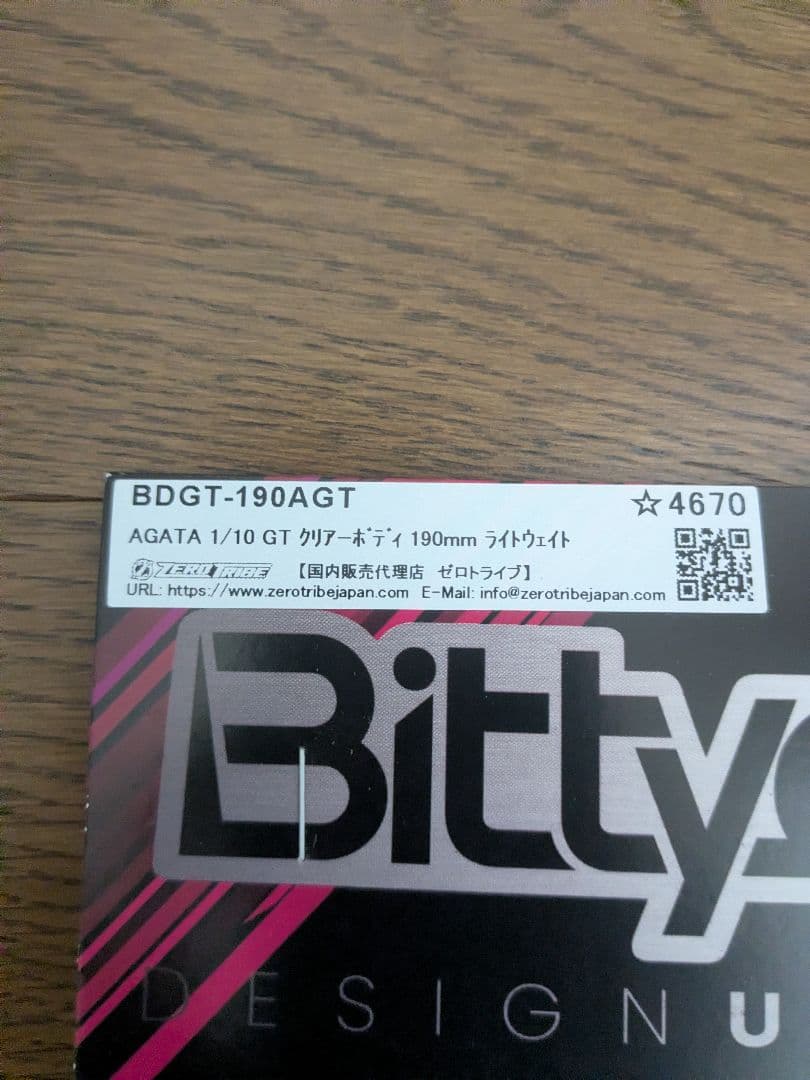 BDGT-190AGT ☆4670
AGATA 1/10 GT ｸﾘｱｰﾎﾞﾃﾞｨ 190mm ﾗｲﾄｳｪｲﾄ
ZERO TRIBE 【国内販売代理店 ゼロトライブ】
URL: https://www.zerotribejapan.com E-Mail: info@zerotribejapan.com
Bitty
DESIGN U